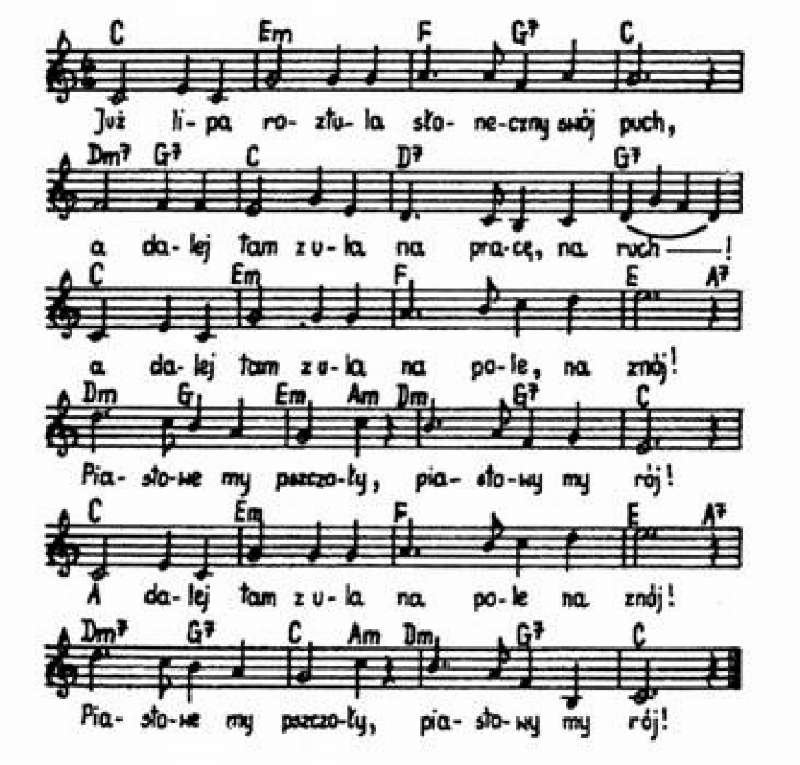 C Em F G7 C
Już li- pa ro- ztu- la sło- ne- czny swój puch,
Dm7 G7 C D7 G7
a da- lej tam z u- la na pra- cę, na ruch — !
C Em F E A7
a da- lej tam z u- la na po- le, na znój!
Dm G Em Am Dm G7 C
Pia- sto- we my pszczo- ły, pia- sto- wy my rój!
C Em F E A7
A da- lej tam z u- la na po- le na znój!
Dm7 G7 C Am Dm G7 C
Pia- sto- we my pszczo- ły, pia- sto- wy my rój!